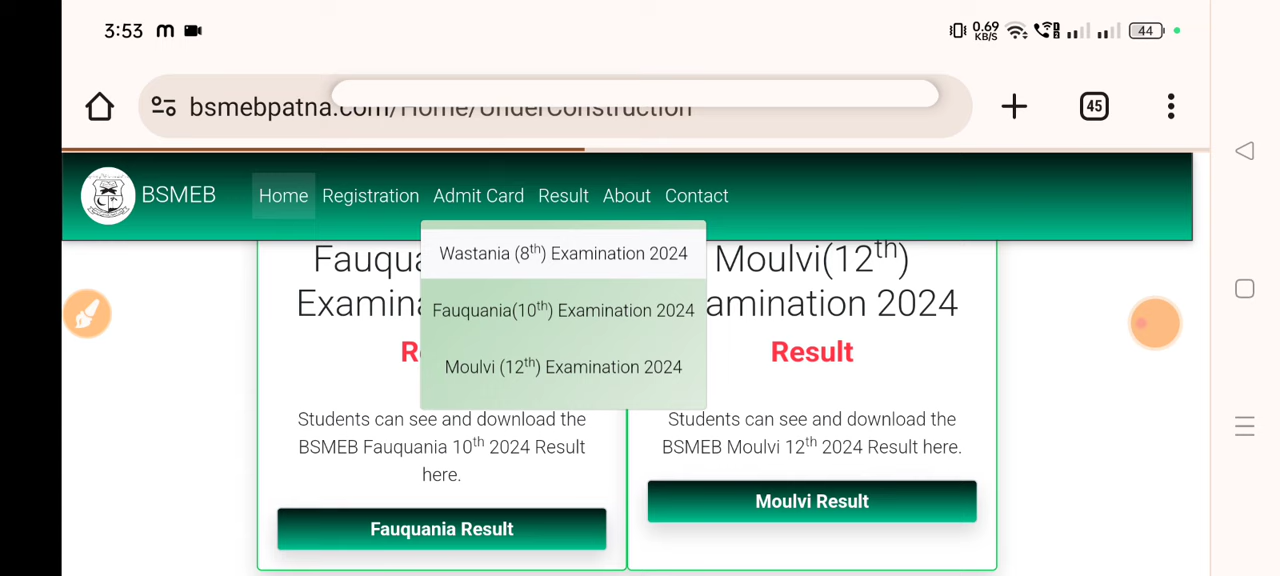 3:53 m 0.69 KB/S 44
bsmebpatna.com/Home/UnderConstruction 45
BSMEB Home Registration Admit Card Result About Contact
Wastania (8th) Examination 2024
Fauquania(10th) Examination 2024
Moulvi (12th) Examination 2024
Fauqua
Examin
R
Students can see and download the
BSMEB Fauquania 10th 2024 Result
here.
Fauquania Result
Moulvi(12th)
amination 2024
Result
Students can see and download the
BSMEB Moulvi 12th 2024 Result here.
Moulvi Result